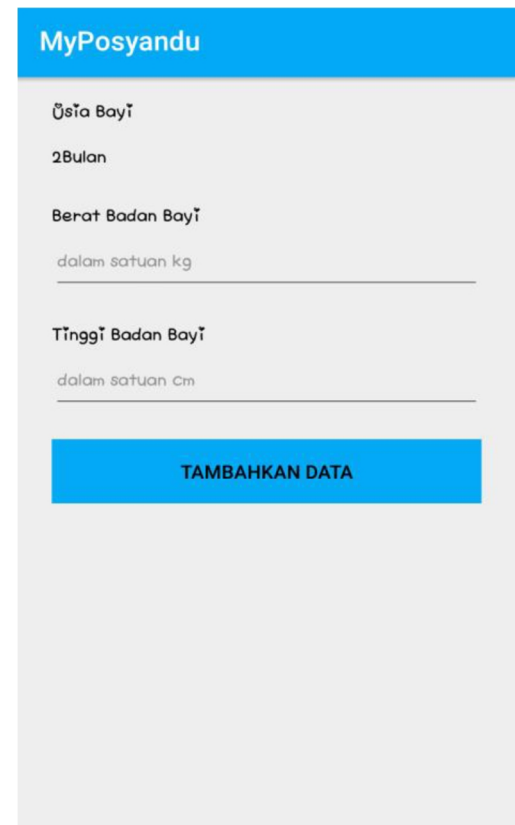 MyPosyandu
Usia Bayi
2Bulan
Berat Badan Bayi
dalam satuan kg
Tinggi Badan Bayi
dalam satuan cm
TAMBAHKAN DATA